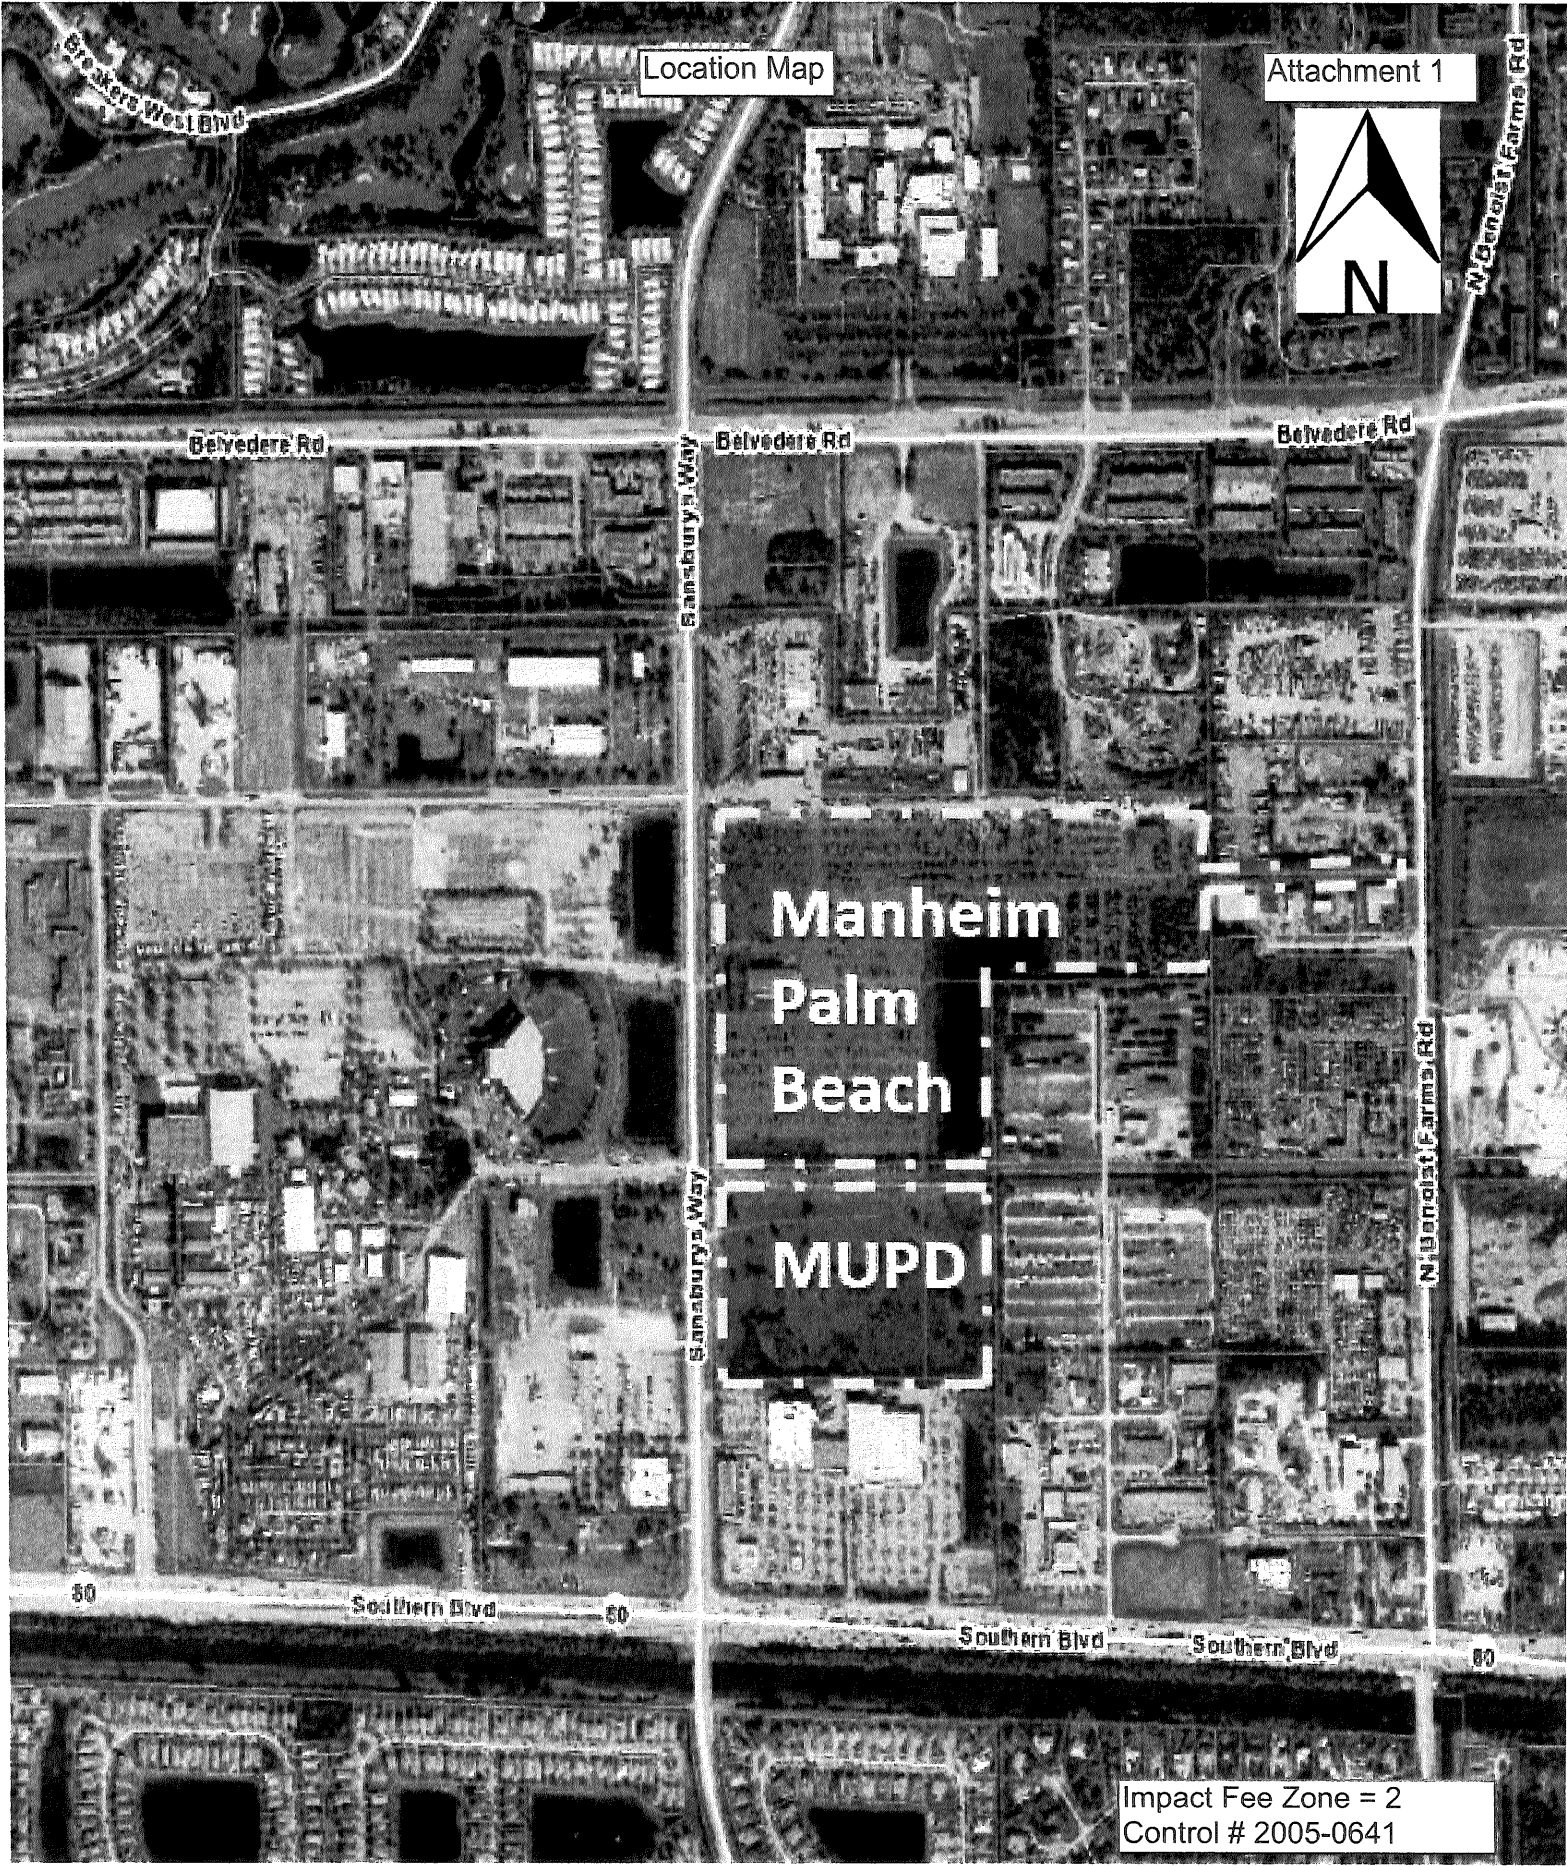 Location Map
Attachment 1
Breakers West Blvd
N Benoist Farms Rd
N
Belvedere Rd
Belvedere Rd
Belvedere Rd
Sansburys Way
Manheim
Palm
Beach
N Benoist Farms Rd
Sansburys Way
MUPD
80
Southern Blvd
80
Southern Blvd
Southern Blvd
80
Impact Fee Zone = 2
Control # 2005-0641